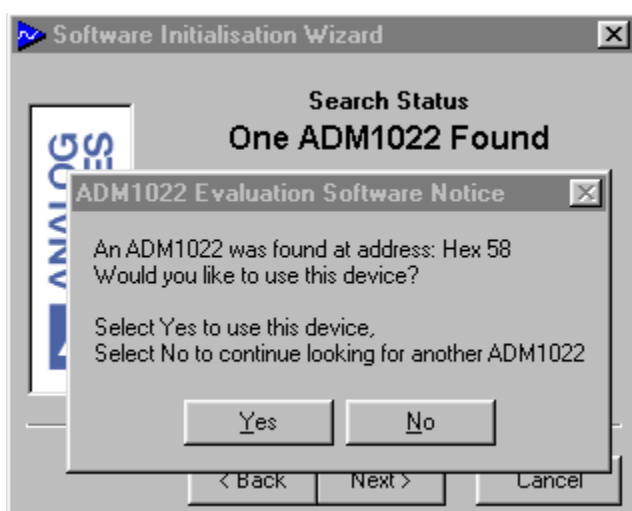 Software Initialisation Wizard
Search Status
One ADM1022 Found
ANALOG
ADM1022 Evaluation Software Notice
An ADM1022 was found at address: Hex 58
Would you like to use this device?
Select Yes to use this device,
Select No to continue looking for another ADM1022
Yes
No
< Back
Next >
Cancel